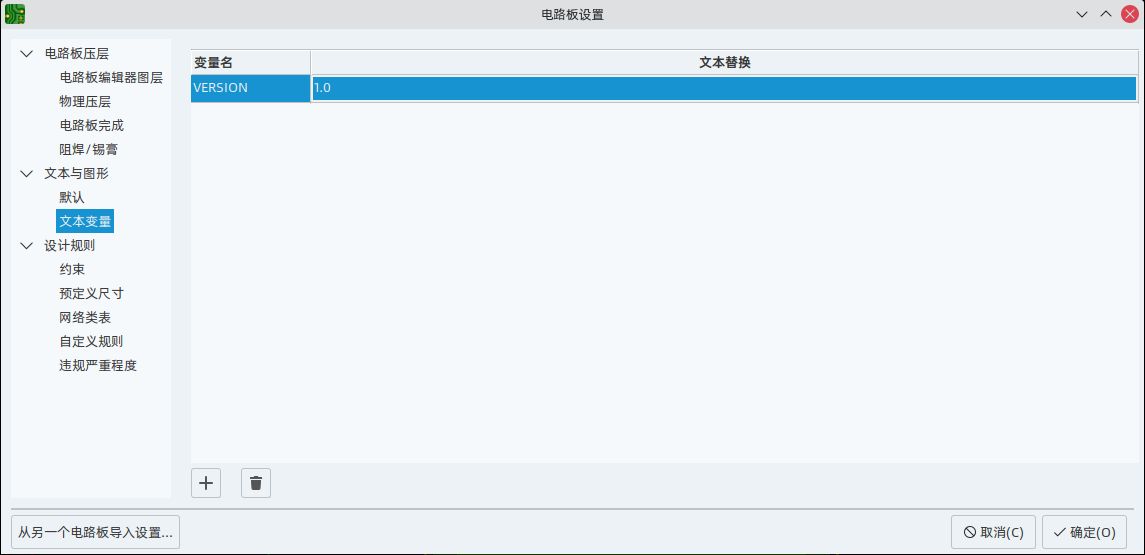 电路板设置
电路板压层
电路板编辑器图层
物理压层
电路板完成
阻焊/锡膏
文本与图形
默认
文本变量
设计规则
约束
预定义尺寸
网络类表
自定义规则
违规严重程度
变量名 文本替换
VERSION 1.0
从另一个电路板导入设置... 取消(C) 确定(O)